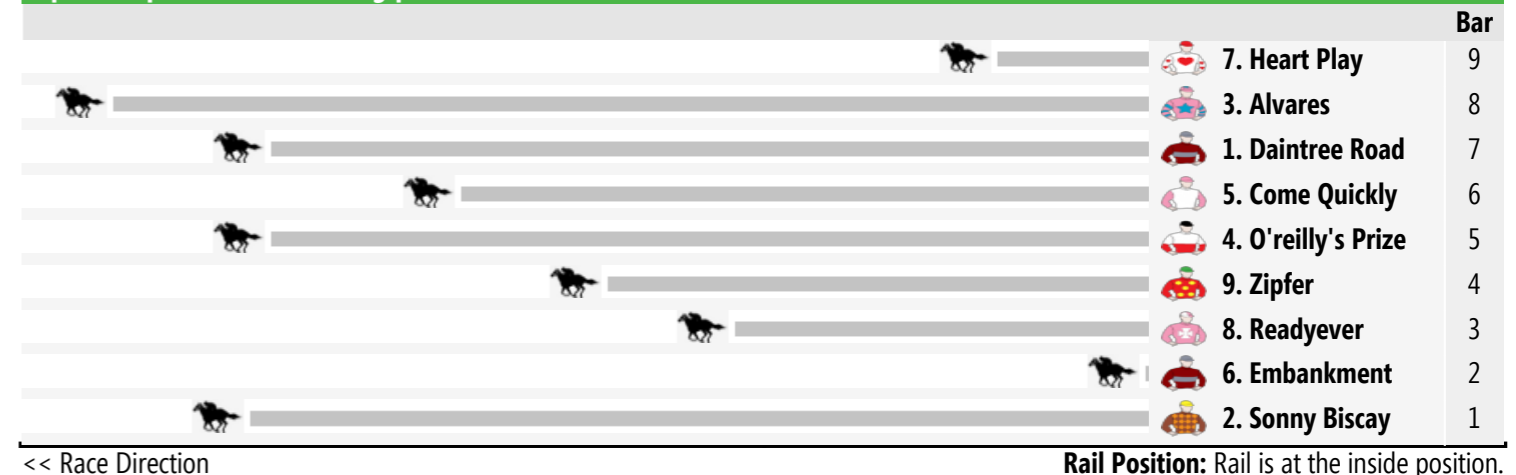 Bar
7. Heart Play 9
3. Alvares 8
1. Daintree Road 7
5. Come Quickly 6
4. O'reilly's Prize 5
9. Zipfer 4
8. Readyever 3
6. Embankment 2
2. Sonny Biscay 1
<< Race Direction Rail Position: Rail is at the inside position.